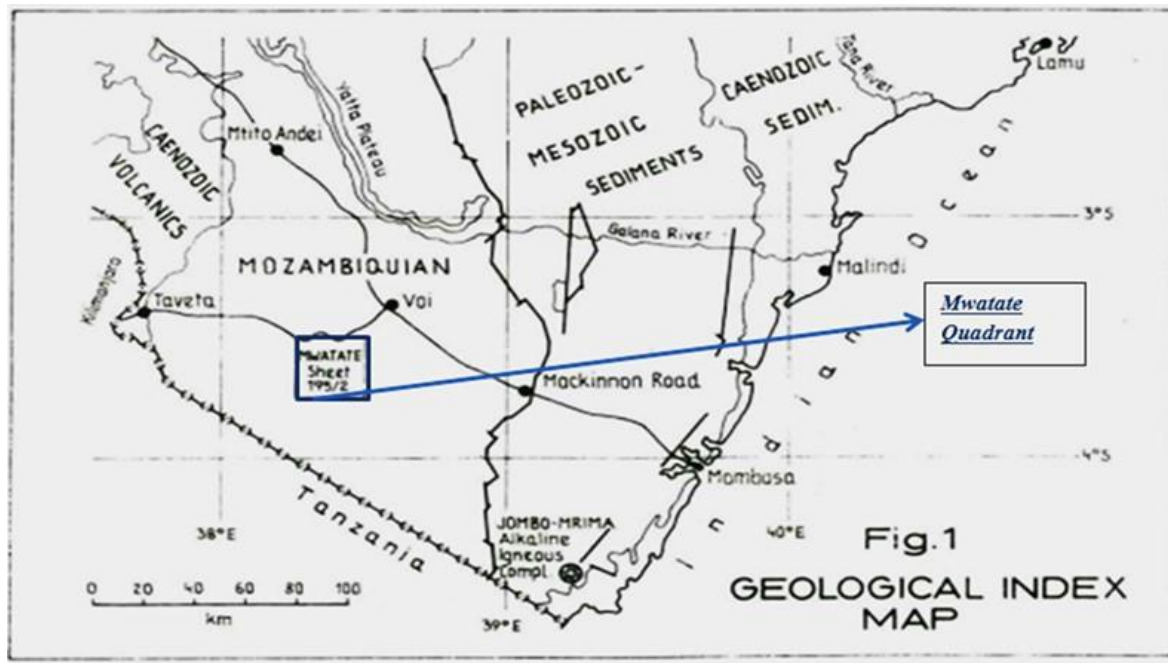 Lamu
Tana River
CAENOZOIC
SEDIM.
PALEOZOIC-
MESOZOIC
SEDIMENTS
Yatta Plateau
Mtito Andei
CAENOZOIC
VOLCANICS
3°S
Galana River
Malindi
MOZAMBIQUIAN
Kilimanjaro
Taveta
Voi
Mwatate
Quadrant
MWATATE
Sheet
195/2
Mackinnon Road
Indian Ocean
4°S
Mombasa
Tanzania
38°E
JOMBO-MRIMA
Alkaline
Igneous
Compl.
40°E
Fig.1
GEOLOGICAL INDEX
MAP
0 20 40 60 80 100
km
39°E